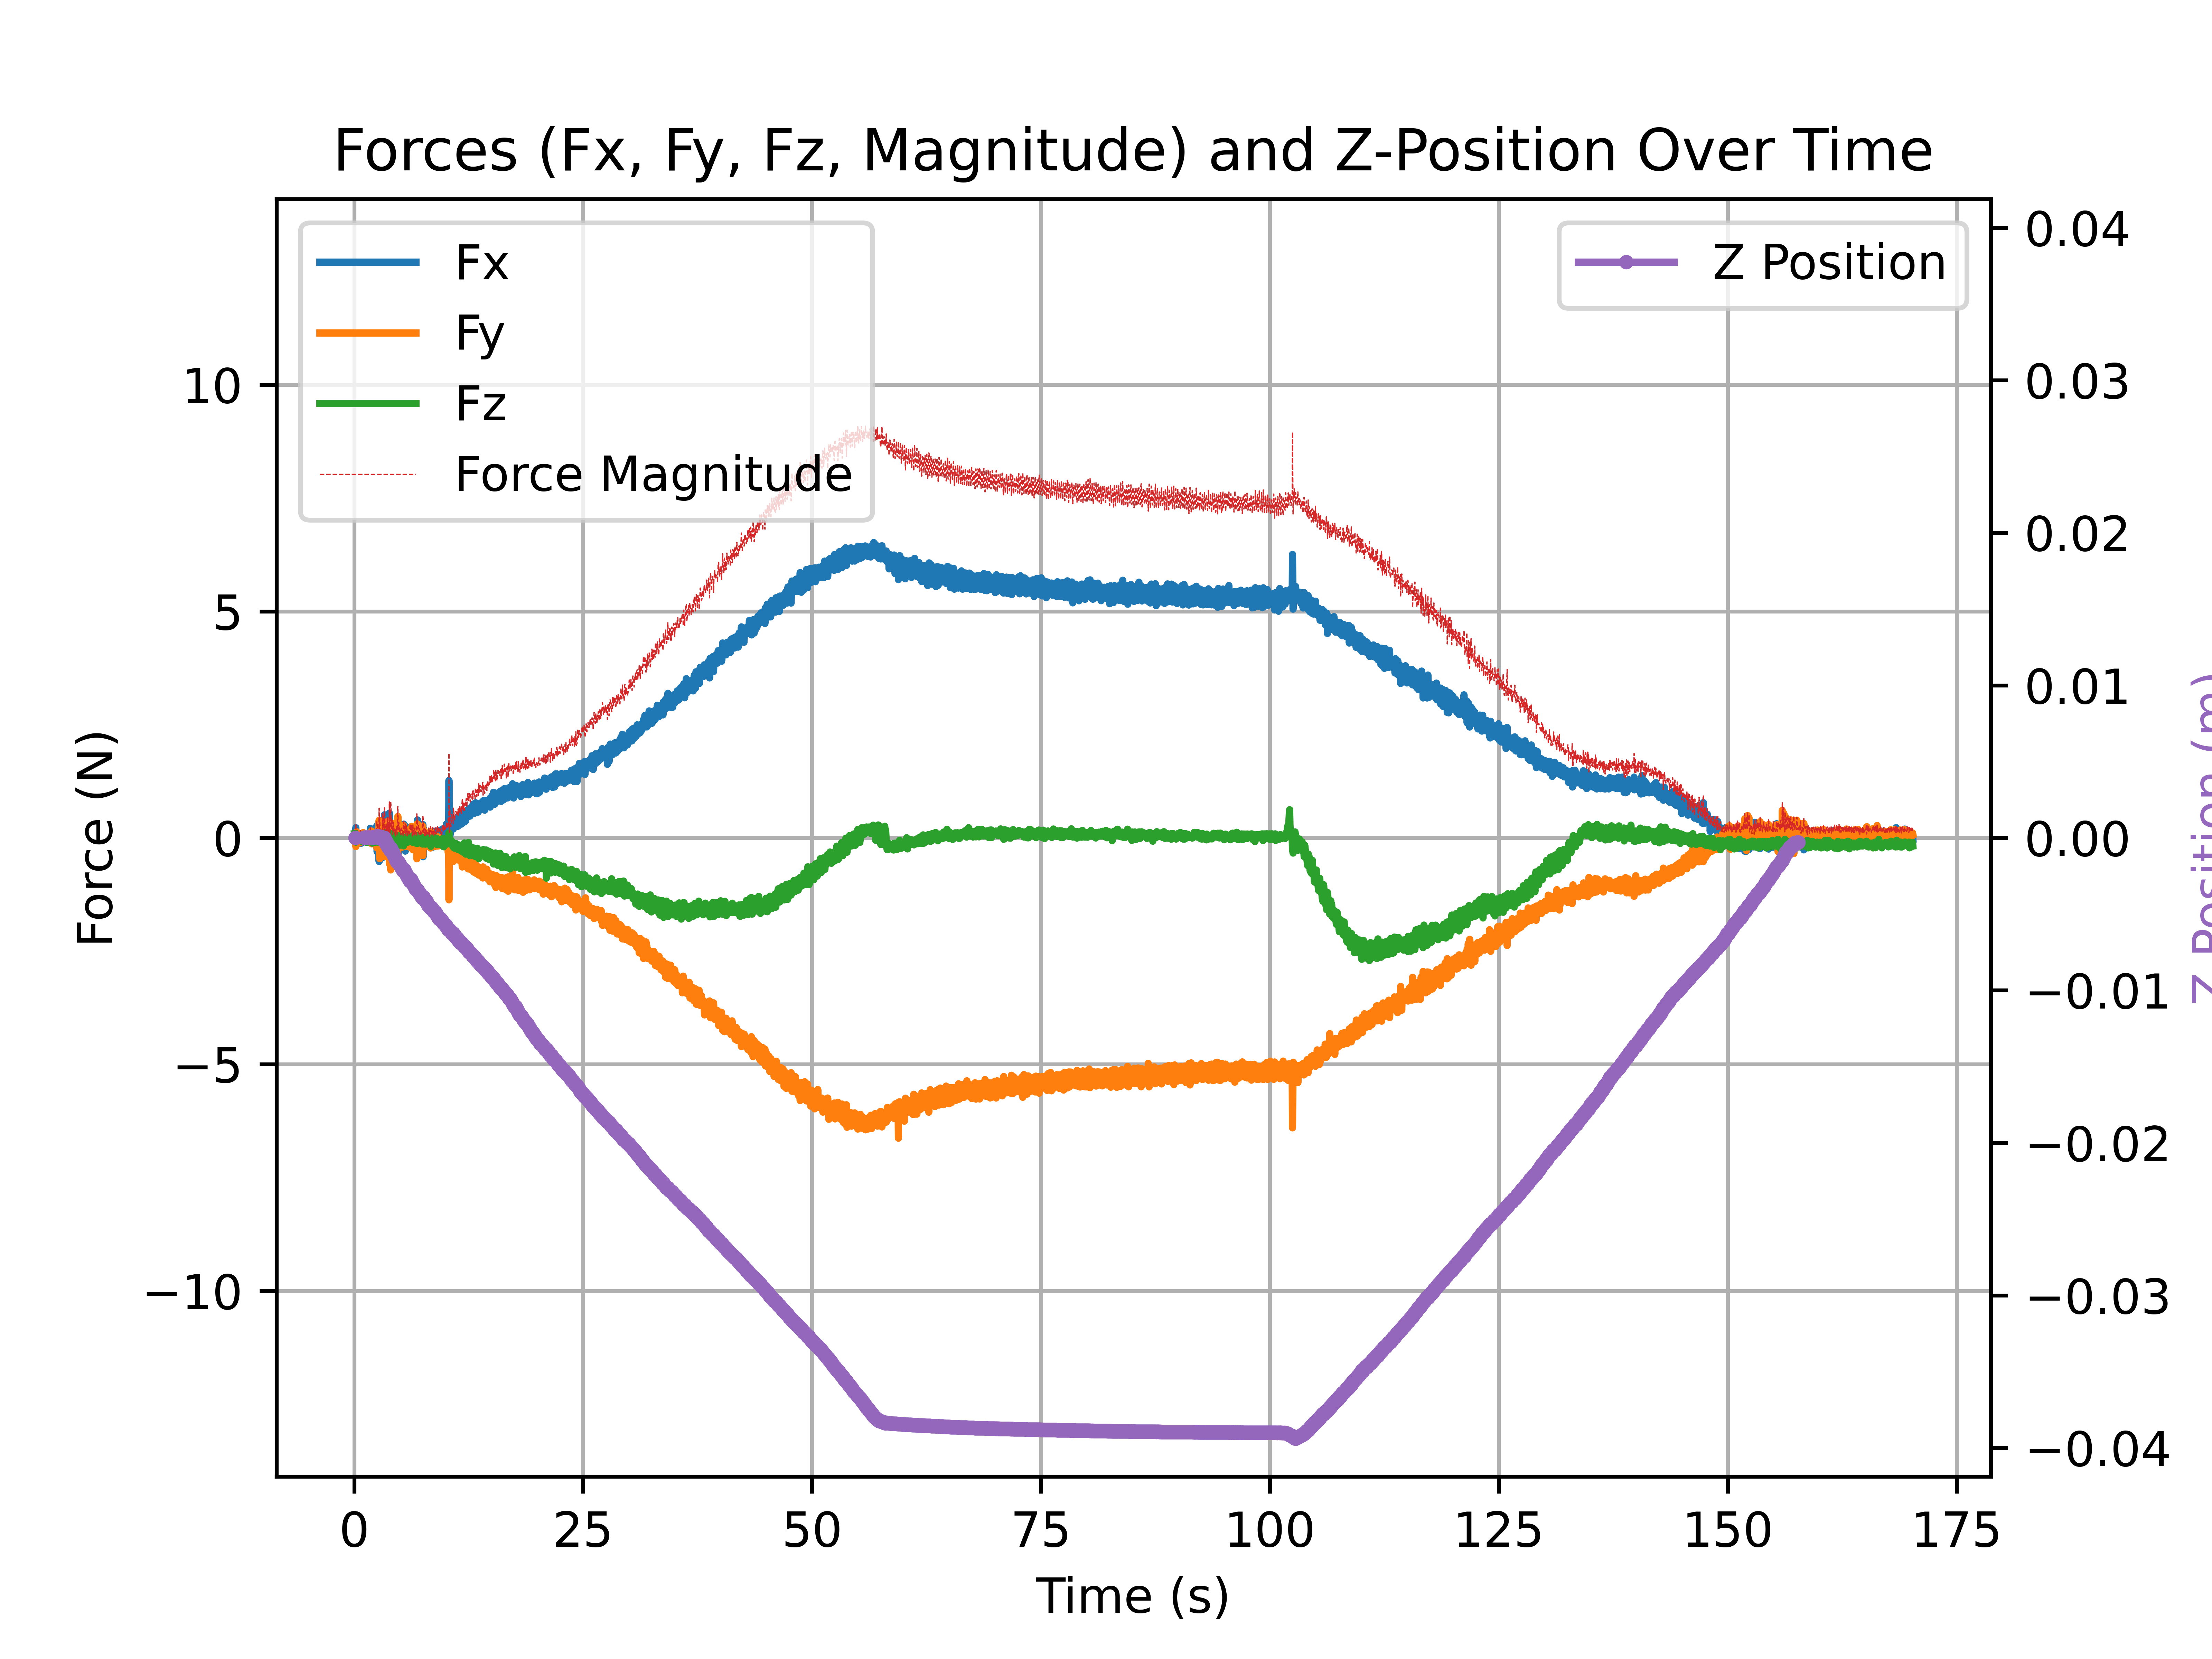 Forces (Fx, Fy, Fz, Magnitude) and Z-Position Over Time
Fx
Fy
Fz
Force Magnitude
Z Position
10
5
0
−5
−10
Force (N)
0.04
0.03
0.02
0.01
0.00
−0.01
−0.02
−0.03
−0.04
Z Position (m)
0 25 50 75 100 125 150 175
Time (s)